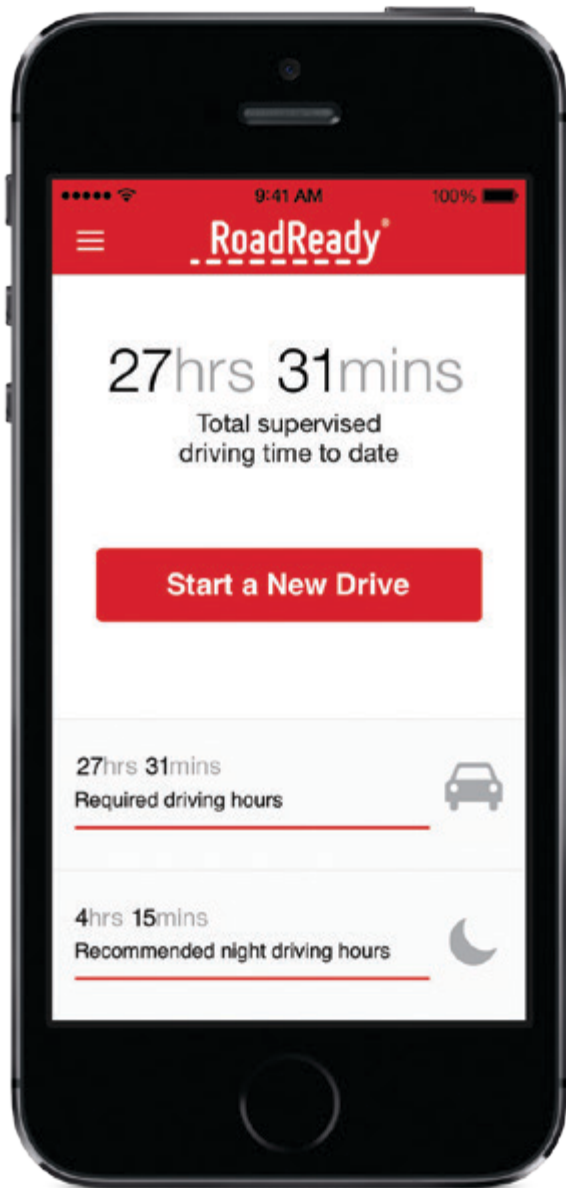 9:41 AM 100%
RoadReady®
27hrs 31mins
Total supervised
driving time to date
Start a New Drive
27hrs 31mins
Required driving hours
4hrs 15mins
Recommended night driving hours